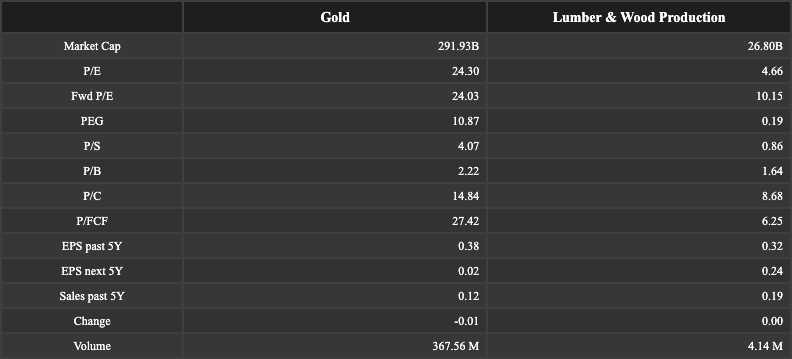 Gold Lumber & Wood Production
Market Cap 291.93B 26.80B
P/E 24.30 4.66
Fwd P/E 24.03 10.15
PEG 10.87 0.19
P/S 4.07 0.86
P/B 2.22 1.64
P/C 14.84 8.68
P/FCF 27.42 6.25
EPS past 5Y 0.38 0.32
EPS next 5Y 0.02 0.24
Sales past 5Y 0.12 0.19
Change -0.01 0.00
Volume 367.56 M 4.14 M